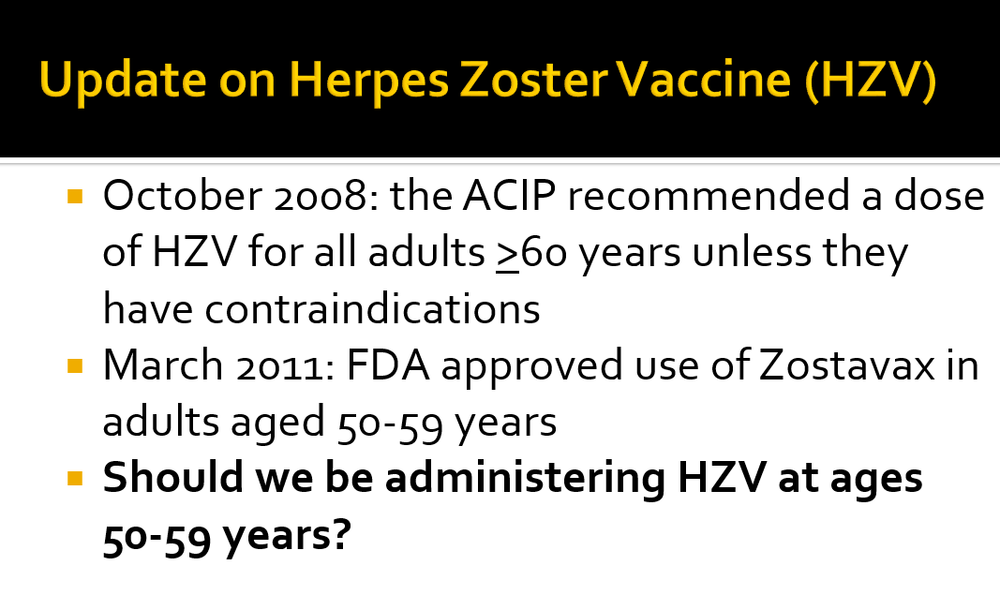 Update on Herpes Zoster Vaccine (HZV)
October 2008: the ACIP recommended a dose
of HZV for all adults ≥60 years unless they
have contraindications
March 2011: FDA approved use of Zostavax in
adults aged 50-59 years
Should we be administering HZV at ages
50-59 years?